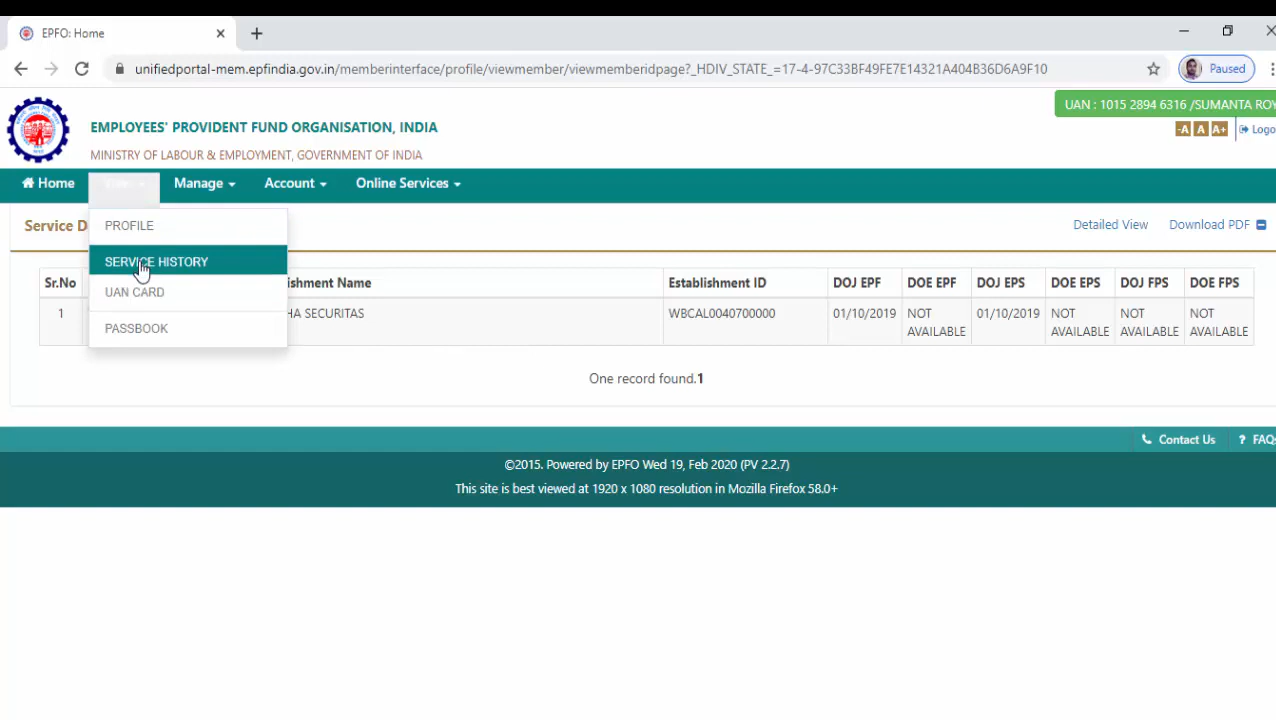 EPFO: Home
unifiedportal-mem.epfindia.gov.in/memberinterface/profile/viewmember/viewmemberidpage?_HDIV_STATE_=17-4-97C33BF49FE7E14321A404B36D6A9F10
Paused
UAN : 1015 2894 6316 /SUMANTA ROY
EMPLOYEES' PROVIDENT FUND ORGANISATION, INDIA
-A A A+ Logo
MINISTRY OF LABOUR & EMPLOYMENT, GOVERNMENT OF INDIA
Home Manage Account Online Services
PROFILE
SERVICE HISTORY
UAN CARD
PASSBOOK
Service D Detailed View Download PDF
Sr.No ishment Name Establishment ID DOJ EPF DOE EPF DOJ EPS DOE EPS DOJ FPS DOE FPS
1 HA SECURITAS WBCAL0040700000 01/10/2019 NOT 01/10/2019 NOT NOT NOT
AVAILABLE AVAILABLE AVAILABLE AVAILABLE
One record found.1
Contact Us ? FAQs
©2015. Powered by EPFO Wed 19, Feb 2020 (PV 2.2.7)
This site is best viewed at 1920 x 1080 resolution in Mozilla Firefox 58.0+